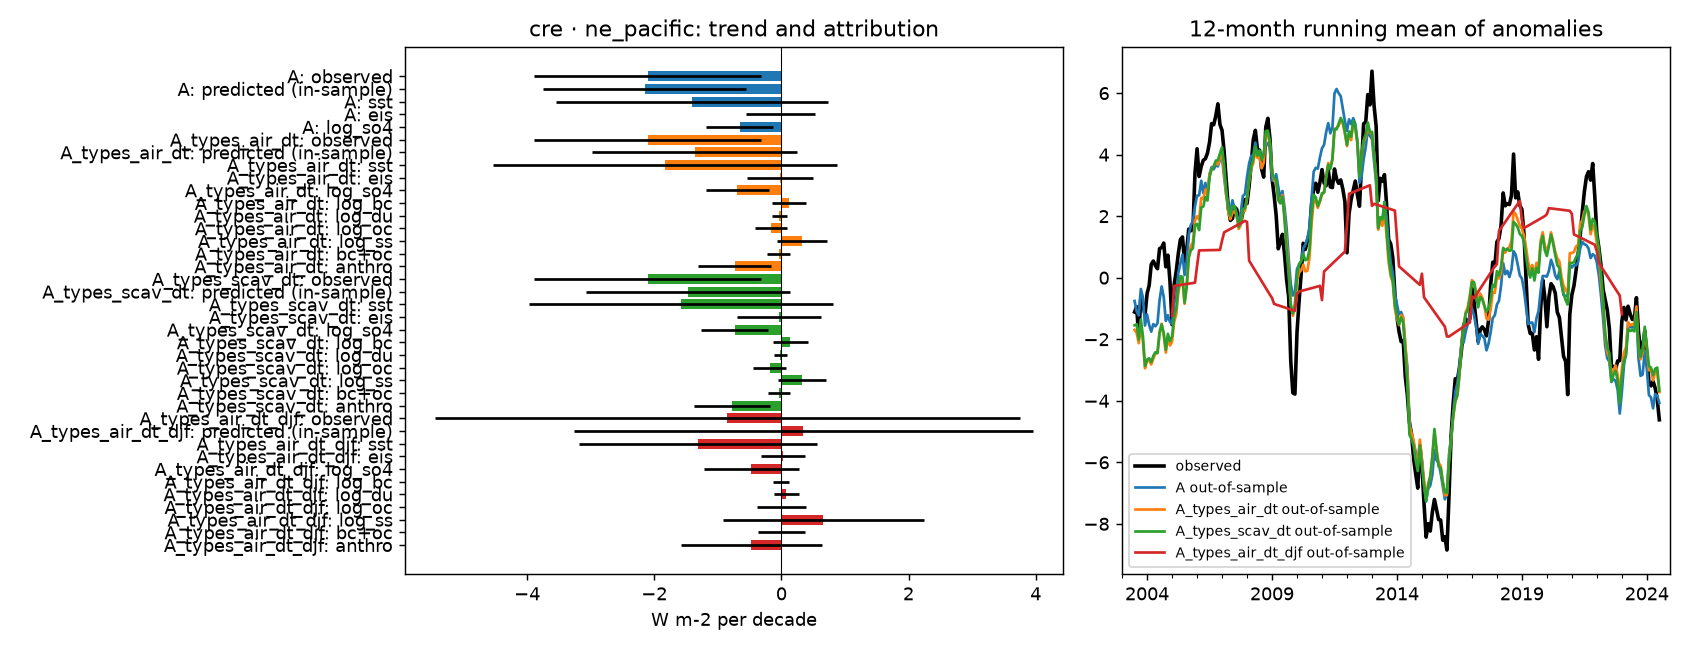 cre · ne_pacific: trend and attribution
A: observed
A: predicted (in-sample)
A: sst
A: eis
A: log_so4
A_types_air_dt: observed
A_types_air_dt: predicted (in-sample)
A_types_air_dt: sst
A_types_air_dt: eis
A_types_air_dt: log_so4
A_types_air_dt: log_bc
A_types_air_dt: log_du
A_types_air_dt: log_oc
A_types_air_dt: log_ss
A_types_air_dt: bc+oc
A_types_air_dt: anthro
A_types_scav_dt: observed
A_types_scav_dt: predicted (in-sample)
A_types_scav_dt: sst
A_types_scav_dt: eis
A_types_scav_dt: log_so4
A_types_scav_dt: log_bc
A_types_scav_dt: log_du
A_types_scav_dt: log_oc
A_types_scav_dt: log_ss
A_types_scav_dt: bc+oc
A_types_scav_dt: anthro
A_types_air_dt_djf: observed
A_types_air_dt_djf: predicted (in-sample)
A_types_air_dt_djf: sst
A_types_air_dt_djf: eis
A_types_air_dt_djf: log_so4
A_types_air_dt_djf: log_bc
A_types_air_dt_djf: log_du
A_types_air_dt_djf: log_oc
A_types_air_dt_djf: log_ss
A_types_air_dt_djf: bc+oc
A_types_air_dt_djf: anthro
−4 −2 0 2 4
W m-2 per decade
12-month running mean of anomalies
6
4
2
0
−2
−4
−6
−8
observed
A out-of-sample
A_types_air_dt out-of-sample
A_types_scav_dt out-of-sample
A_types_air_dt_djf out-of-sample
2004 2009 2014 2019 2024